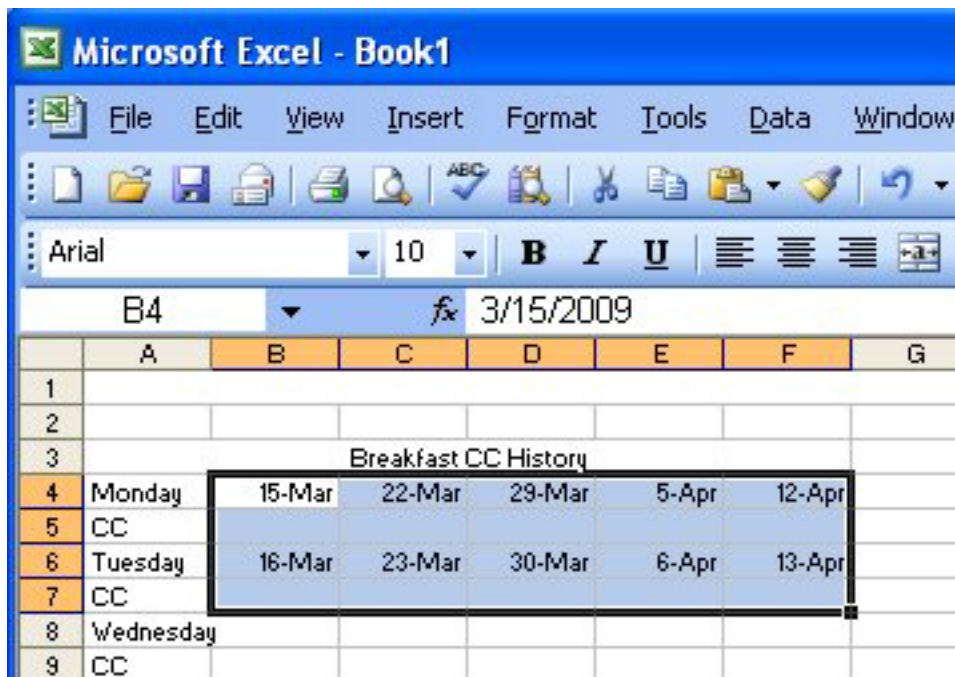 Microsoft Excel - Book1
File Edit View Insert Format Tools Data Window
ABC
Arial 10 B I U a
B4 fx 3/15/2009
A B C D E F G
1
2
3 Breakfast CC History
4 Monday 15-Mar 22-Mar 29-Mar 5-Apr 12-Apr
5 CC
6 Tuesday 16-Mar 23-Mar 30-Mar 6-Apr 13-Apr
7 CC
8 Wednesday
9 CC